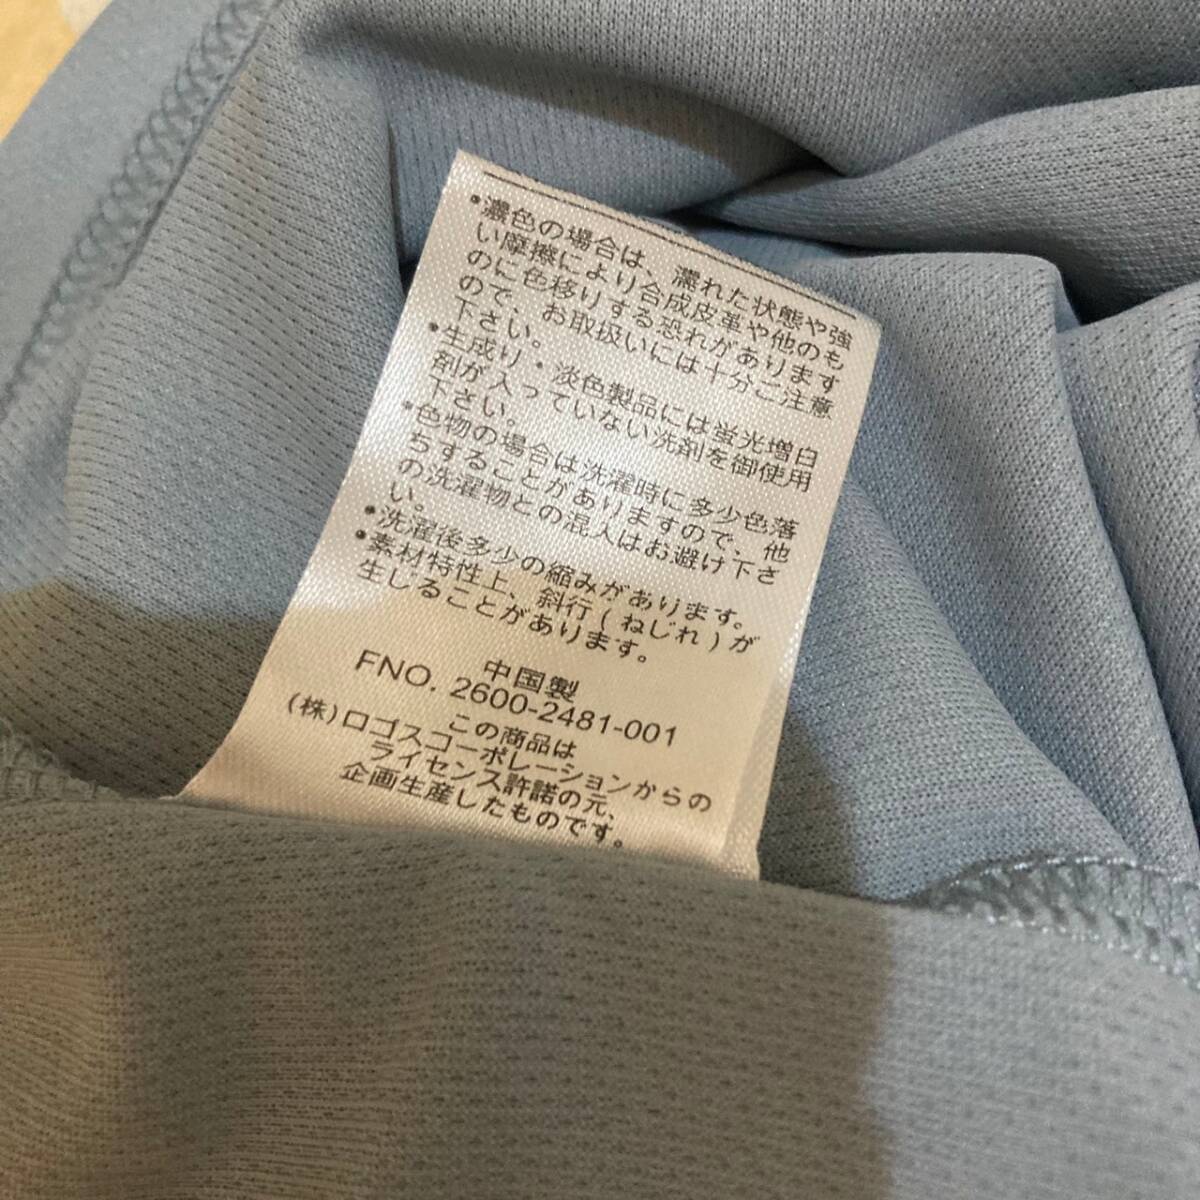 •濃色の場合は、濡れた状態や強
い摩擦により合成皮革や他のも
のに色移りする恐れがあります
ので、お取扱いには十分ご注意
下さい。
•生成り・淡色製品には蛍光増白
剤が入っていない洗剤を御使用
下さい。
•色物の場合は洗濯時に多少色落
ちすることがありますので、他
の洗濯物との混入はお避け下さ
い。
•洗濯後多少の縮みがあります。
•素材特性上、斜行(ねじれ)が
生じることがあります。
中国製
FNO. 2600-2481-001
この商品は
(株)ロゴスコーポレーションからの
ライセンス許諾の元、
企画生産したものです。